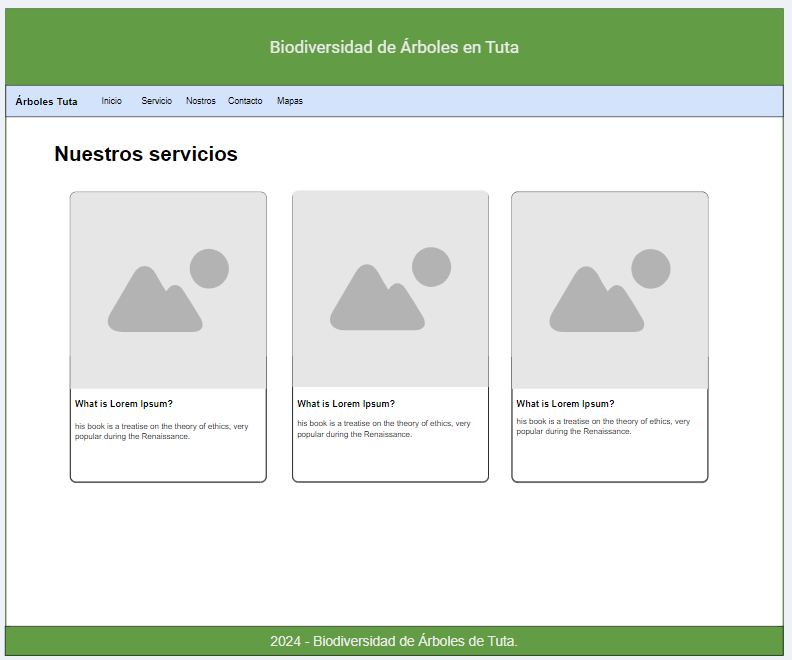 Biodiversidad de Árboles en Tuta
Árboles Tuta Inicio Servicio Nostros Contacto Mapas
Nuestros servicios
What is Lorem Ipsum?
his book is a treatise on the theory of ethics, very
popular during the Renaissance.
What is Lorem Ipsum?
his book is a treatise on the theory of ethics, very
popular during the Renaissance.
What is Lorem Ipsum?
his book is a treatise on the theory of ethics, very
popular during the Renaissance.
2024 - Biodiversidad de Árboles de Tuta.